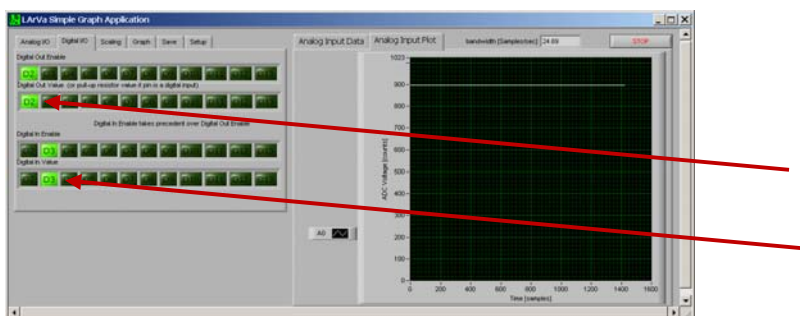 LArVa Simple Graph Application
Analog I/O Digital I/O Scaling Graph Save Setup
Digital Out Enable
D2
Digital Out Value (or pull-up resistor value if pin is a digital input)
D2
Digital In Enable takes precedent over Digital Out Enable
Digital In Enable
D3
Digital In Value
D3
Analog Input Data Analog Input Plot bandwidth [Samples/sec] 24.89 STOP
1023
900
800
700
600
500
400
300
200
100
0
ADC Voltage [counts]
A0
0 200 400 600 800 1000 1200 1400 1600
Time [samples]